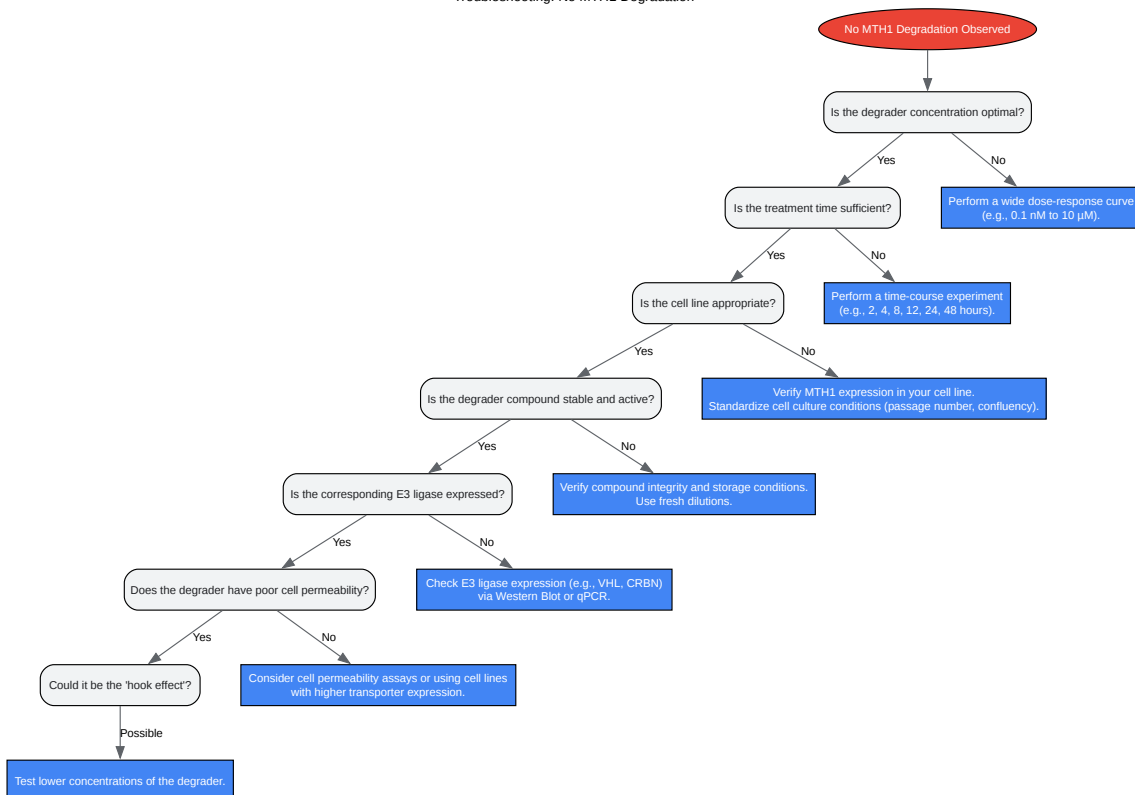 Troubleshooting: No MTH1 Degradation
No MTH1 Degradation Observed
Is the degrader concentration optimal?
Yes
No
Is the treatment time sufficient?
Perform a wide dose-response curve
(e.g., 0.1 nM to 10 µM).
Yes
No
Is the cell line appropriate?
Perform a time-course experiment
(e.g., 2, 4, 8, 12, 24, 48 hours).
Yes
No
Is the degrader compound stable and active?
Verify MTH1 expression in your cell line.
Standardize cell culture conditions (passage number, confluency).
Yes
No
Is the corresponding E3 ligase expressed?
Verify compound integrity and storage conditions.
Use fresh dilutions.
Yes
No
Does the degrader have poor cell permeability?
Check E3 ligase expression (e.g., VHL, CRBN)
via Western Blot or qPCR.
Yes
No
Could it be the 'hook effect'?
Consider cell permeability assays or using cell lines
with higher transporter expression.
Possible
Test lower concentrations of the degrader.